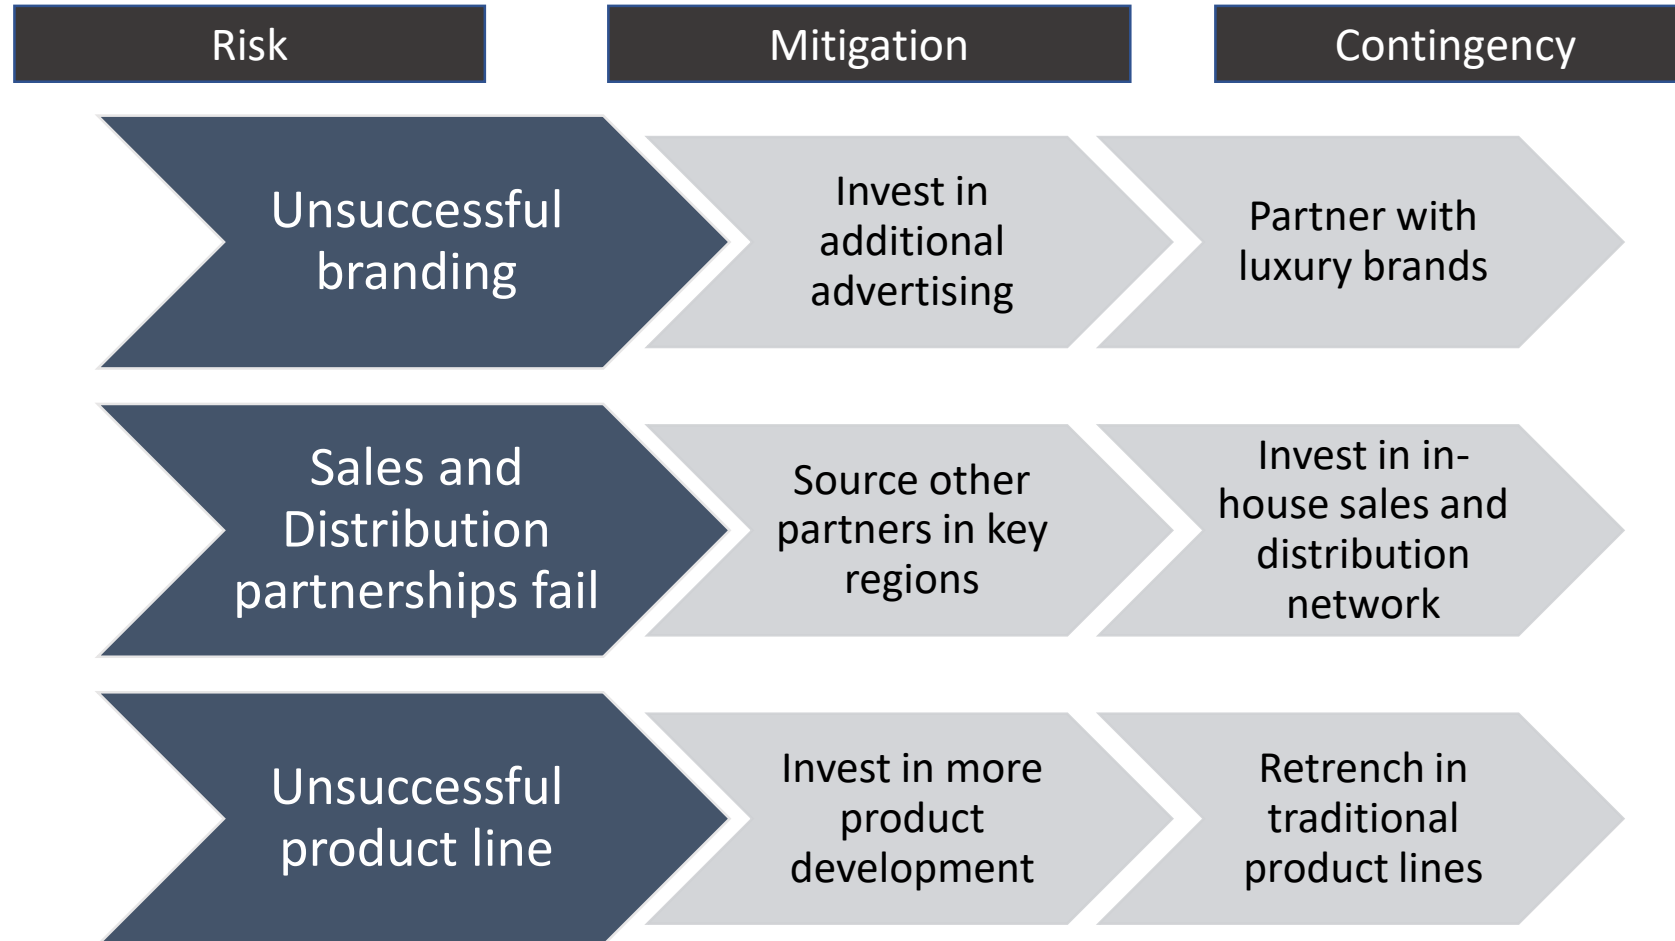 Risk
Mitigation
Contingency
Unsuccessful
branding
Invest in
additional
advertising
Partner with
luxury brands
Sales and
Distribution
partnerships fail
Source other
partners in key
regions
Invest in in-
house sales and
distribution
network
Unsuccessful
product line
Invest in more
product
development
Retrench in
traditional
product lines